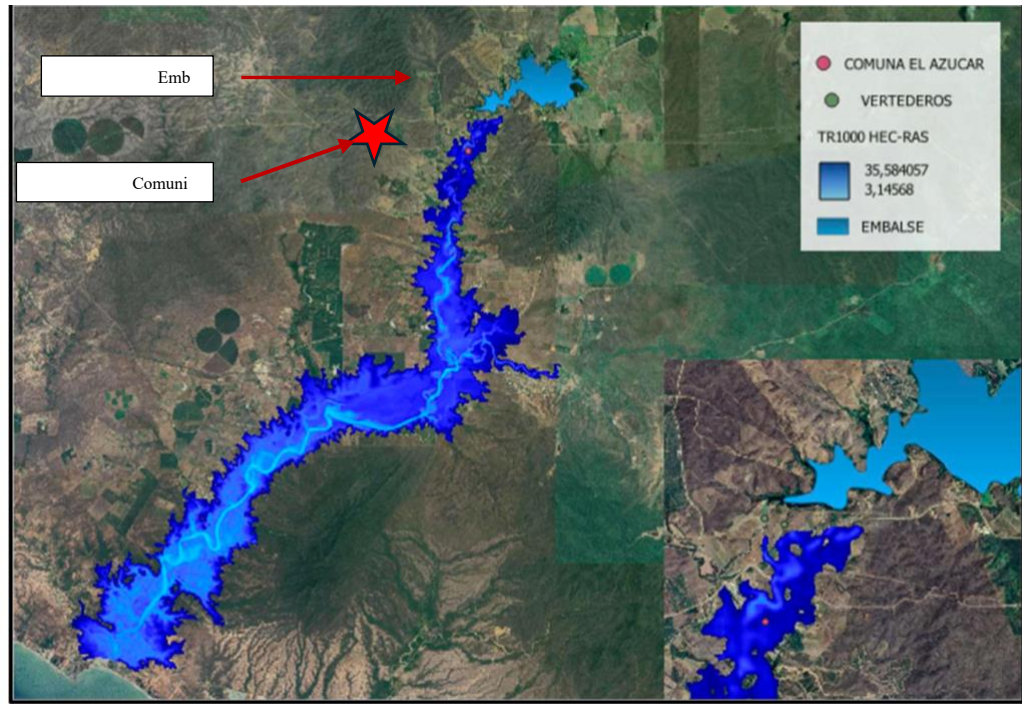 Emb
Comuni
COMUNA EL AZUCAR
VERTEDEROS
TR1000 HEC-RAS
35,584057
3,14568
EMBALSE